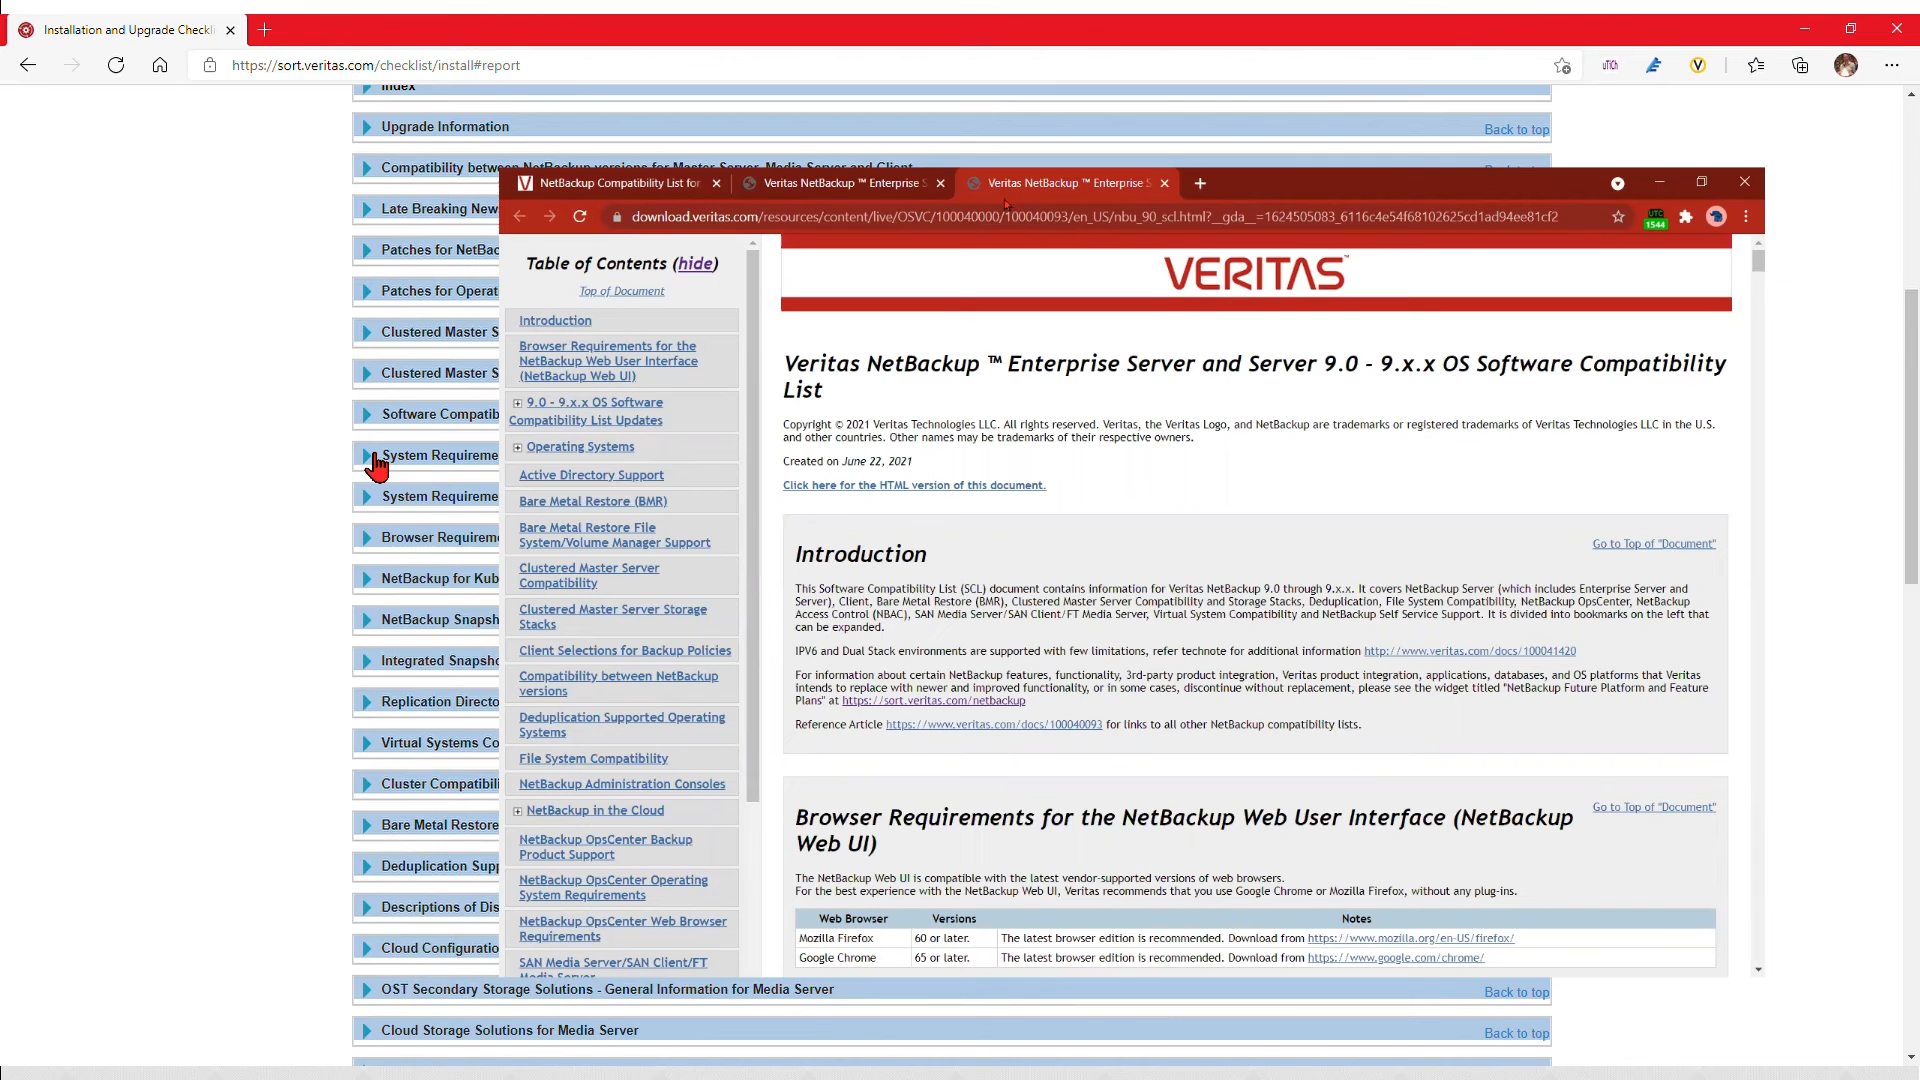 Installation and Upgrade Checkli
https://sort.veritas.com/checklist/install#report
Index
Upgrade Information
Back to top
Compatibility between NetBackup versions for Master Server, Media Server and Client
Late Breaking New
Patches for NetBac
Patches for Operat
Clustered Master S
Clustered Master S
Software Compatib
System Requireme
System Requireme
Browser Requireme
NetBackup for Kub
NetBackup Snapsh
Integrated Snapsho
Replication Directo
Virtual Systems Co
Cluster Compatibili
Bare Metal Restore
Deduplication Supp
Descriptions of Dis
Cloud Configuratio
OST Secondary Storage Solutions - General Information for Media Server
Back to top
Cloud Storage Solutions for Media Server
Back to top
NetBackup Compatibility List for
Veritas NetBackup ™ Enterprise S
Veritas NetBackup ™ Enterprise S
download.veritas.com/resources/content/live/OSVC/100040000/100040093/en_US/nbu_90_scl.html?__gda__=1624505083_6116c4e54f68102625cd1ad94ee81cf2
UTC
1544
Table of Contents (hide)
Top of Document
Introduction
Browser Requirements for the
NetBackup Web User Interface
(NetBackup Web UI)
9.0 - 9.x.x OS Software
Compatibility List Updates
Operating Systems
Active Directory Support
Bare Metal Restore (BMR)
Bare Metal Restore File
System/Volume Manager Support
Clustered Master Server
Compatibility
Clustered Master Server Storage
Stacks
Client Selections for Backup Policies
Compatibility between NetBackup
versions
Deduplication Supported Operating
Systems
File System Compatibility
NetBackup Administration Consoles
NetBackup in the Cloud
NetBackup OpsCenter Backup
Product Support
NetBackup OpsCenter Operating
System Requirements
NetBackup OpsCenter Web Browser
Requirements
SAN Media Server/SAN Client/FT
Media Server
VERITAS™
Veritas NetBackup ™ Enterprise Server and Server 9.0 - 9.x.x OS Software Compatibility
List
Copyright © 2021 Veritas Technologies LLC. All rights reserved. Veritas, the Veritas Logo, and NetBackup are trademarks or registered trademarks of Veritas Technologies LLC in the U.S.
and other countries. Other names may be trademarks of their respective owners.
Created on June 22, 2021
Click here for the HTML version of this document.
Introduction
Go to Top of "Document"
This Software Compatibility List (SCL) document contains information for Veritas NetBackup 9.0 through 9.x.x. It covers NetBackup Server (which includes Enterprise Server and
Server), Client, Bare Metal Restore (BMR), Clustered Master Server Compatibility and Storage Stacks, Deduplication, File System Compatibility, NetBackup OpsCenter, NetBackup
Access Control (NBAC), SAN Media Server/SAN Client/FT Media Server, Virtual System Compatibility and NetBackup Self Service Support. It is divided into bookmarks on the left that
can be expanded.
IPV6 and Dual Stack environments are supported with few limitations, refer technote for additional information http://www.veritas.com/docs/100041420
For information about certain NetBackup features, functionality, 3rd-party product integration, Veritas product integration, applications, databases, and OS platforms that Veritas
intends to replace with newer and improved functionality, or in some cases, discontinue without replacement, please see the widget titled "NetBackup Future Platform and Feature
Plans" at https://sort.veritas.com/netbackup
Reference Article https://www.veritas.com/docs/100040093 for links to all other NetBackup compatibility lists.
Browser Requirements for the NetBackup Web User Interface (NetBackup
Web UI)
Go to Top of "Document"
The NetBackup Web UI is compatible with the latest vendor-supported versions of web browsers.
For the best experience with the NetBackup Web UI, Veritas recommends that you use Google Chrome or Mozilla Firefox, without any plug-ins.
Web Browser Versions Notes
Mozilla Firefox 60 or later. The latest browser edition is recommended. Download from https://www.mozilla.org/en-US/firefox/
Google Chrome 65 or later. The latest browser edition is recommended. Download from https://www.google.com/chrome/